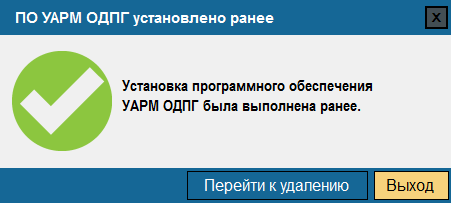 ПО УАРМ ОДПГ установлено ранее
X
Установка программного обеспечения
УАРМ ОДПГ была выполнена ранее.
Перейти к удалению
Выход